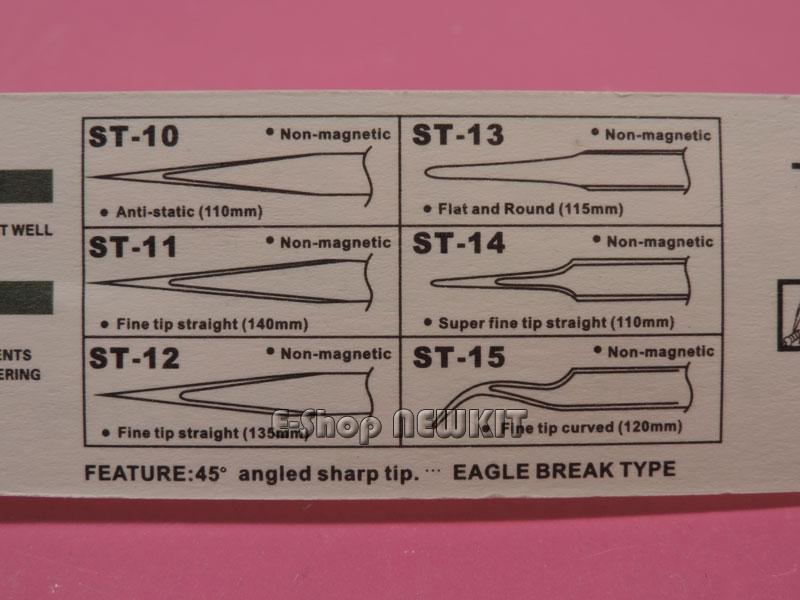 ST-10 • Non-magnetic
• Anti-static (110mm)
ST-13 • Non-magnetic
• Flat and Round (115mm)
ST-11 • Non-magnetic
• Fine tip straight (140mm)
ST-14 • Non-magnetic
• Super fine tip straight (110mm)
ST-12 • Non-magnetic
• Fine tip straight (135mm)
ST-15 • Non-magnetic
• Fine tip curved (120mm)
E-Shop NEWKIT
FEATURE:45° angled sharp tip. ··· EAGLE BREAK TYPE
T WELL
ENTS
ERING